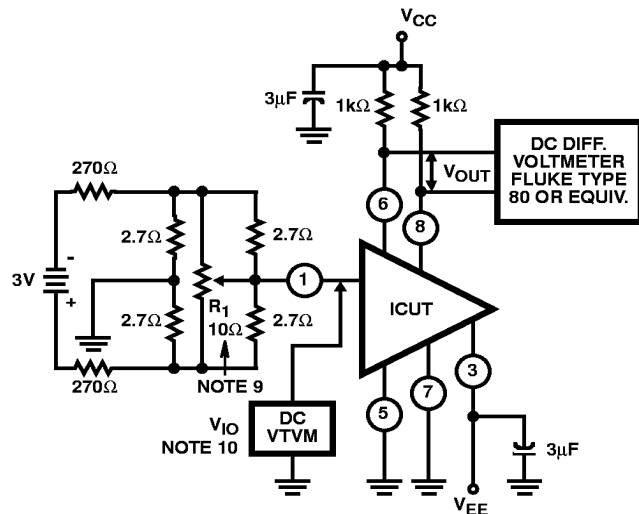 VCC
3μF
1kΩ
1kΩ
DC DIFF.
VOLTMETER
FLUKE TYPE
80 OR EQUIV.
VOUT
270Ω
6
8
2.7Ω
2.7Ω
3V
-
+
1
ICUT
R1
10Ω
2.7Ω
2.7Ω
270Ω
NOTE 9
3
7
5
VIO
NOTE 10
DC
VTVM
3μF
VEE